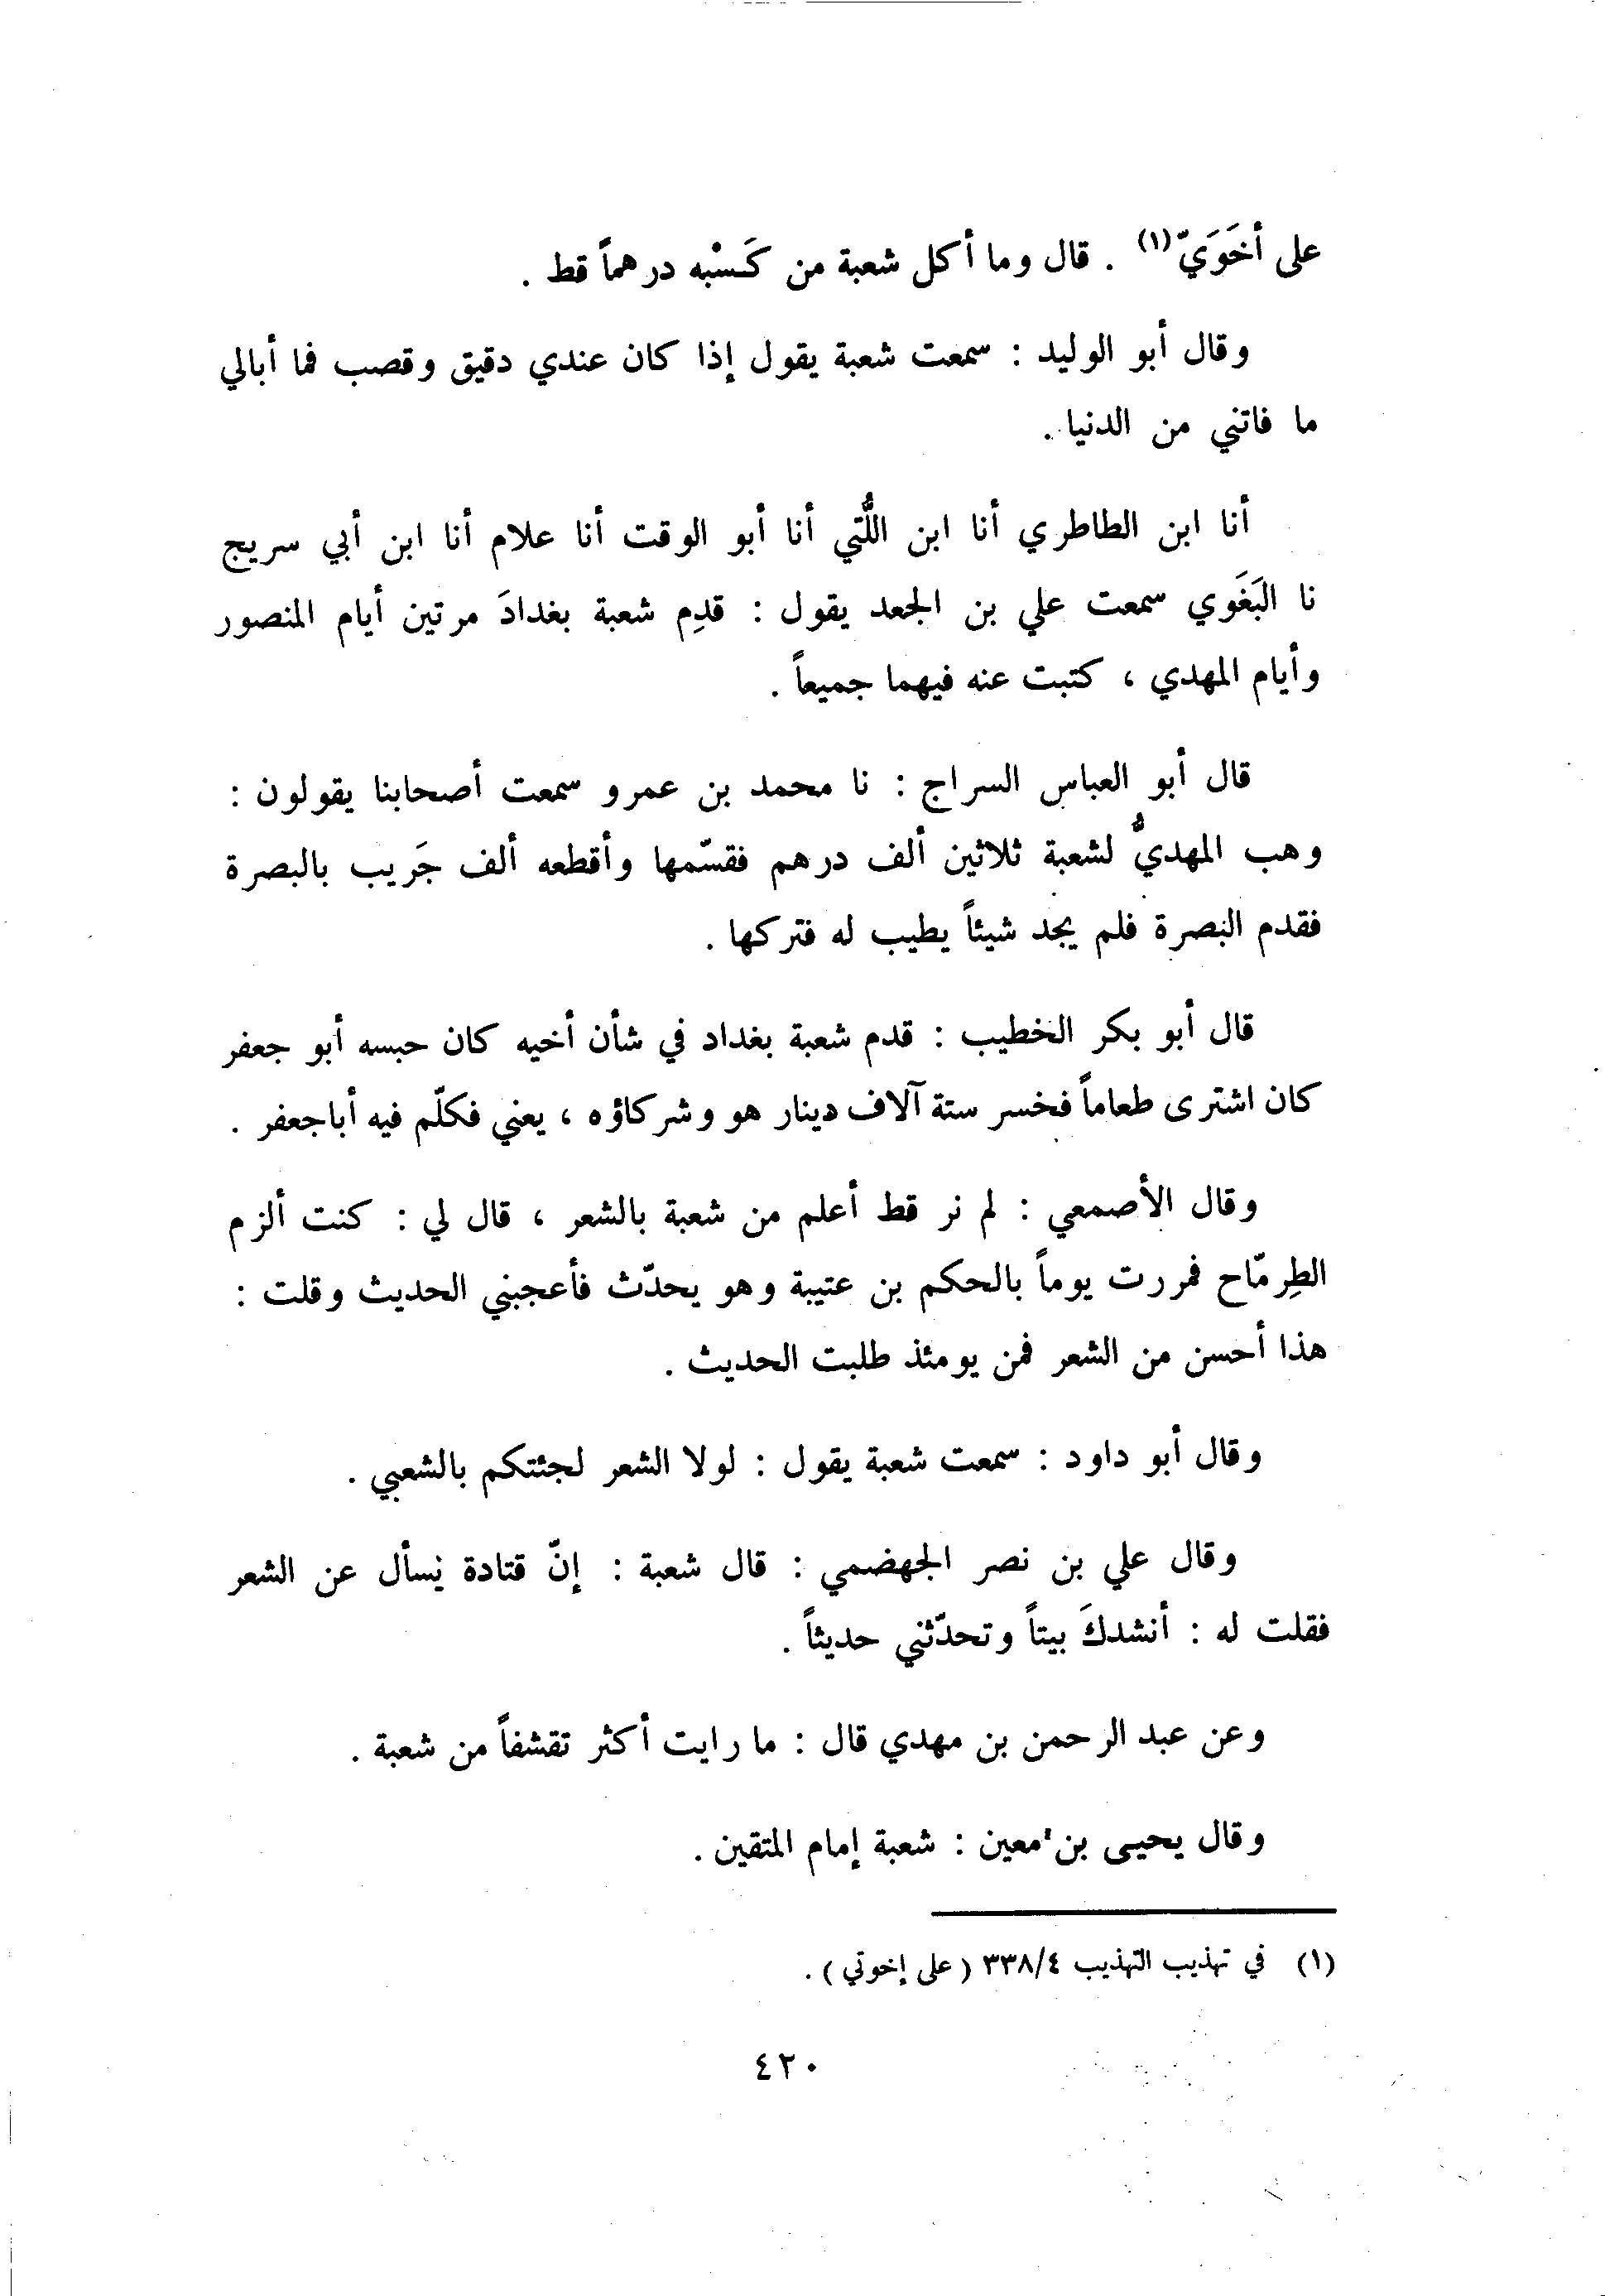 على أخَوَيّ(١) . قال وما أكل شعبة من كَسْبه درهماً قط .
وقال أبو الوليد : سمعت شعبة يقول إذا كان عندي دقيق وقصب فما أبالي
ما فاتني من الدنيا .
أنا ابن الطاطري أنا ابن اللُّتي أنا أبو الوقت أنا علام أنا ابن أبي سريج
نا البَغَوي سمعت علي بن الجعد يقول : قدِم شعبة بغدادَ مرتين أيام المنصور
وأيام المهدي ، كتبت عنه فيهما جميعاً .
قال أبو العباس السراج : نا محمد بن عمرو سمعت أصحابنا يقولون :
وهب المهديُّ لشعبة ثلاثين ألف درهم فقسّمها وأقطعه ألف جَريب بالبصرة
فقدم البصرة فلم يجد شيئاً يطيب له فتركها .
قال أبو بكر الخطيب : قدم شعبة بغداد في شأن أخيه كان حبسه أبو جعفر
كان اشترى طعاماً فخسر ستة آلاف دينار هو وشركاؤه ، يعني فكلّم فيه أباجعفر .
وقال الأصمعي : لم نر قط أعلم من شعبة بالشعر ، قال لي : كنت ألزم
الطِرمّاح فمررت يوماً بالحكم بن عتيبة وهو يحدّث فأعجبني الحديث وقلت :
هذا أحسن من الشعر فمن يومئذ طلبت الحديث .
وقال أبو داود : سمعت شعبة يقول : لولا الشعر لجئتكم بالشعبي .
وقال علي بن نصر الجهضمي : قال شعبة : إنّ قتادة يَسأل عن الشعر
فقلت له : أنشدكَ بيتاً وتحدّثني حديثاً .
وعن عبد الرحمن بن مهدي قال : ما رايت أكثر تقشفاً من شعبة .
وقال يحيى بن معين : شعبة إمام المتقين .
(١) في تهذيب التهذيب ٣٣٨/٤ ( على إخوتي ) .
٤٢٠